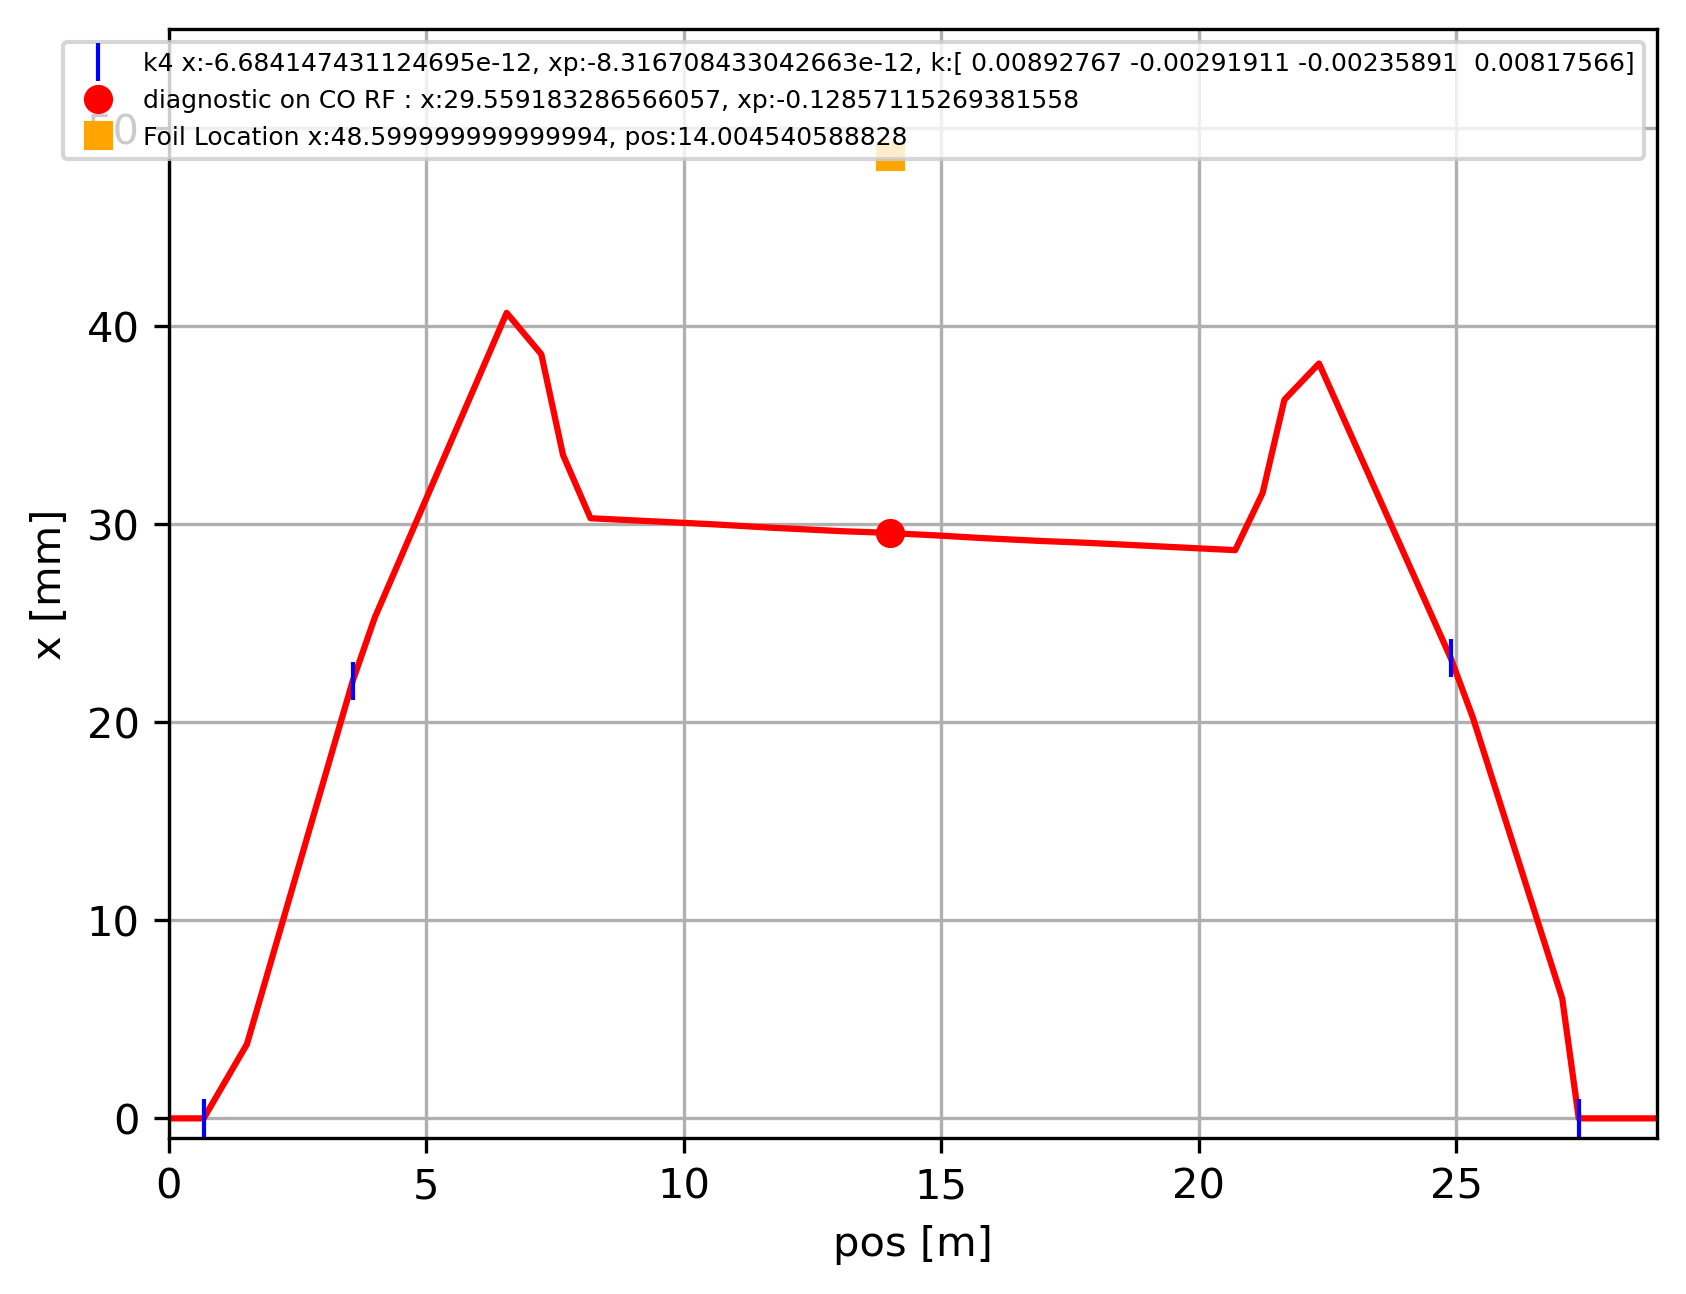 k4 x:-6.684147431124695e-12, xp:-8.316708433042663e-12, k:[ 0.00892767 -0.00291911 -0.00235891  0.00817566]
diagnostic on CO RF : x:29.559183286566057, xp:-0.12857115269381558
Foil Location x:48.599999999999994, pos:14.004540588828
50
40
30
20
10
0
x [mm]
0 5 10 15 20 25
pos [m]